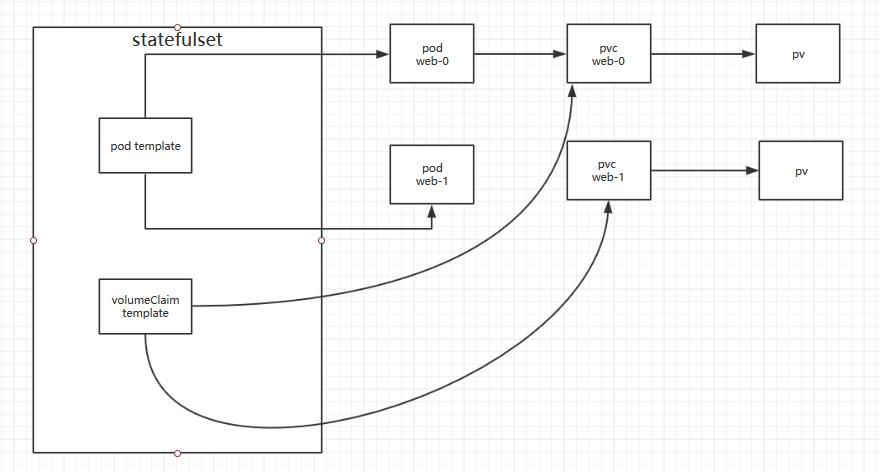 statefulset
pod
web-0
pvc
web-0
pv
pod template
pod
web-1
pvc
web-1
pv
volumeClaim
template